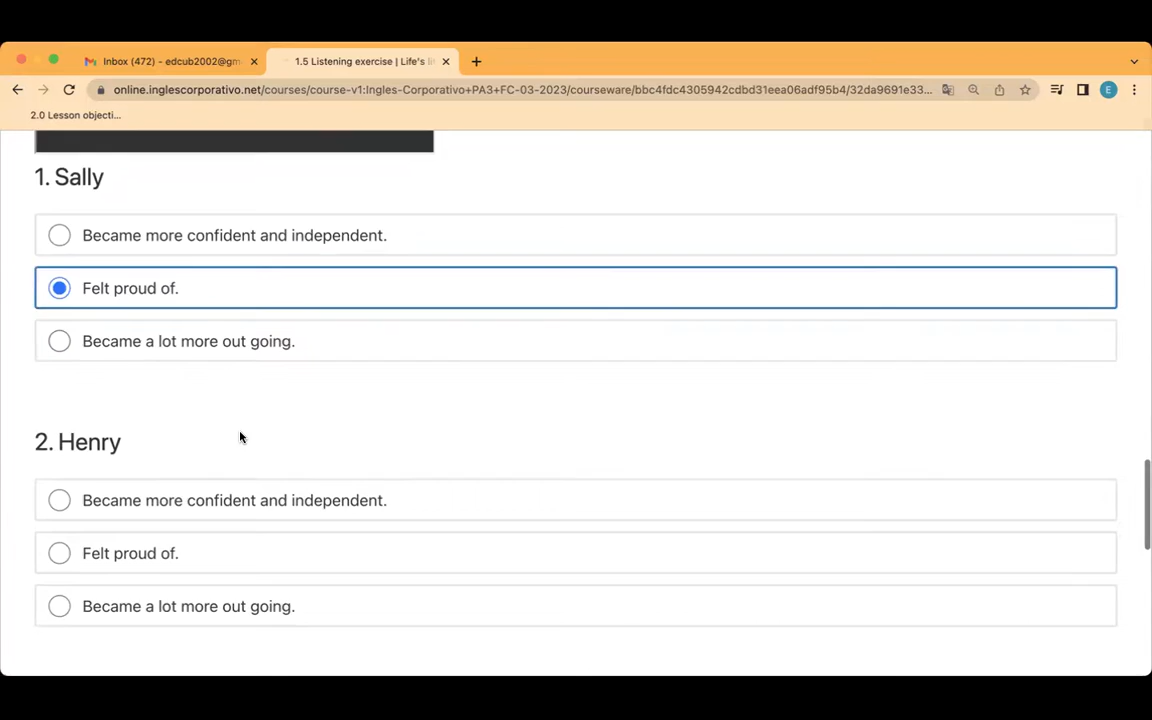 Inbox (472) - edcub2002@gm
1.5 Listening exercise | Life's li
online.inglescorporativo.net/courses/course-v1:Ingles-Corporativo+PA3+FC-03-2023/courseware/bbc4fdc4305942cdbd31eea06adf95b4/32da9691e33...
E
2.0 Lesson objecti...
1. Sally
Became more confident and independent.
Felt proud of.
Became a lot more out going.
2. Henry
Became more confident and independent.
Felt proud of.
Became a lot more out going.